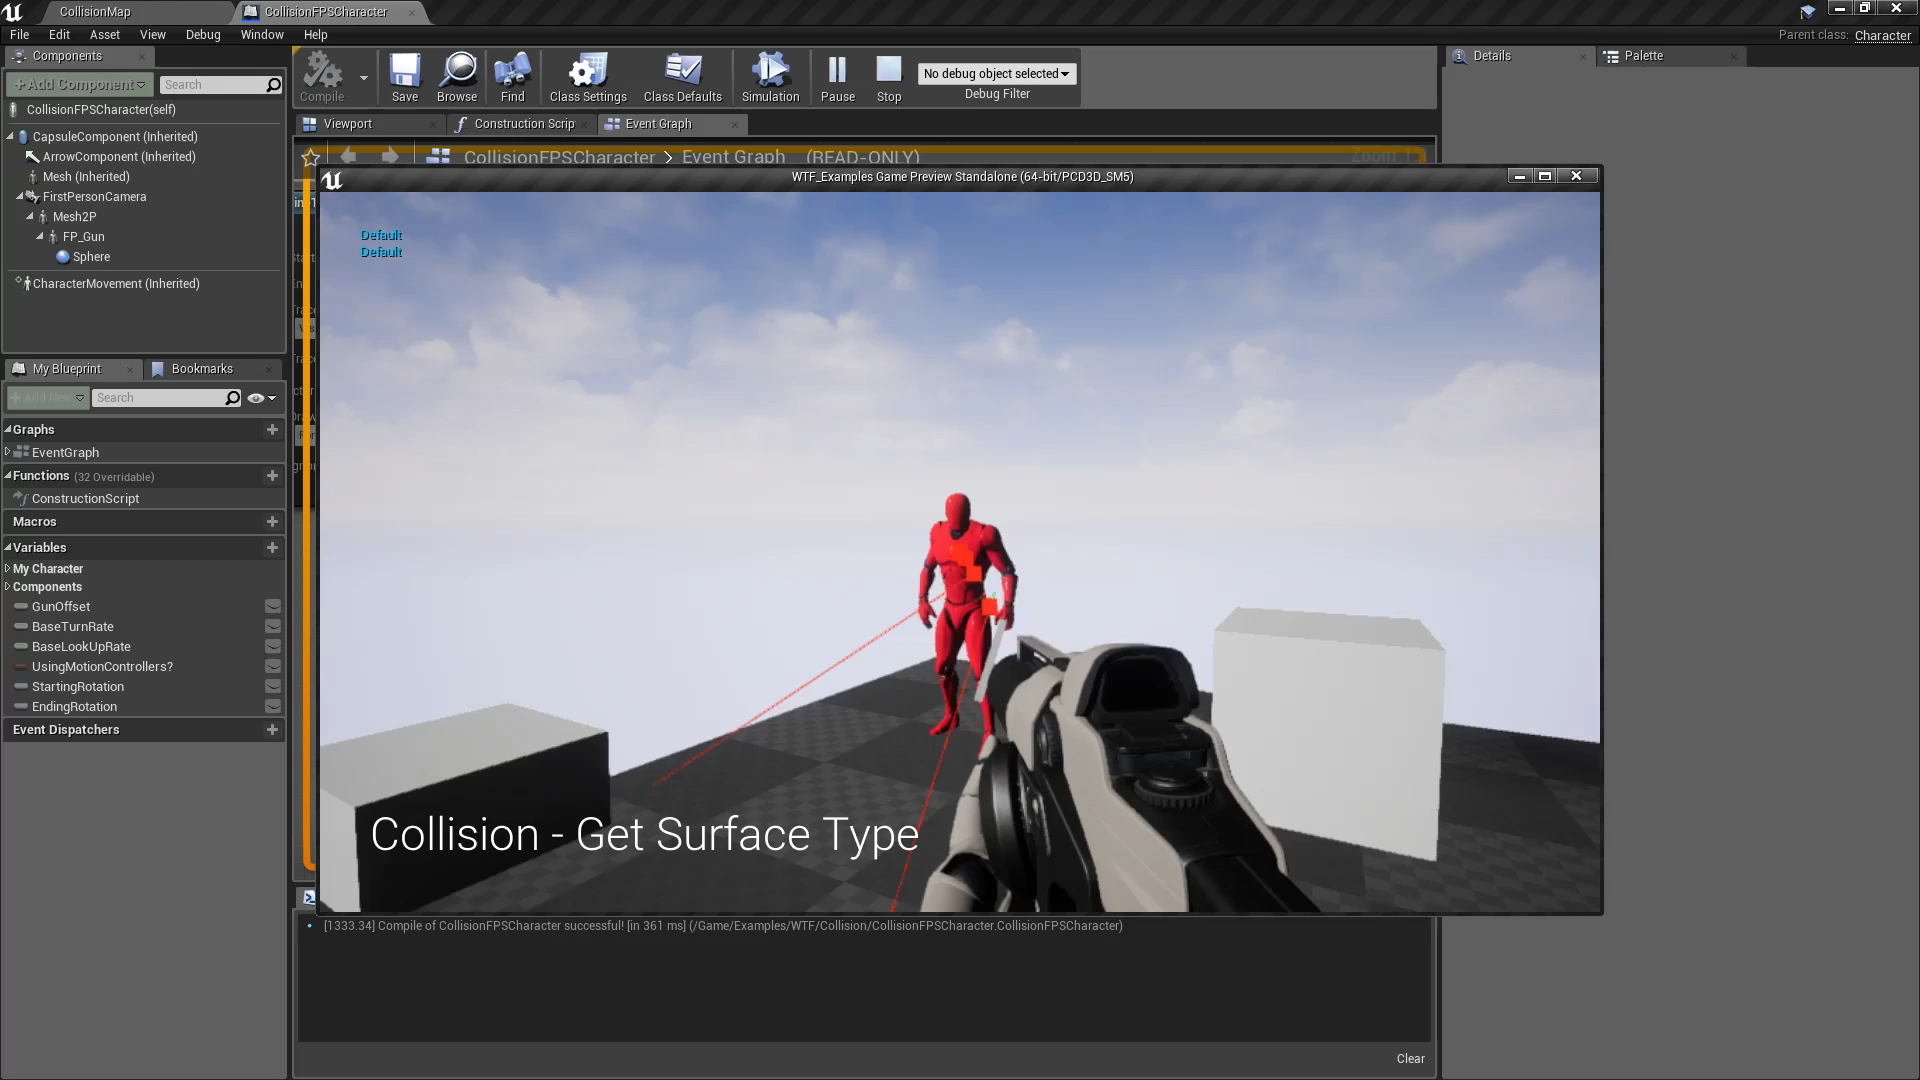 CollisionMap
CollisionFPSCharacter
File Edit Asset View Debug Window Help
Parent class: Character
Components
+Add Component
Search
CollisionFPSCharacter(self)
CapsuleComponent (Inherited)
ArrowComponent (Inherited)
Mesh (Inherited)
FirstPersonCamera
Mesh2P
FP_Gun
Sphere
CharacterMovement (Inherited)
Compile
Save
Browse
Find
Class Settings
Class Defaults
Simulation
Pause
Stop
No debug object selected
Debug Filter
Details
Palette
Viewport
Construction Scrip
Event Graph
CollisionFPSCharacter > Event Graph (READ-ONLY)
Zoom 1
WTF_Examples Game Preview Standalone (64-bit/PCD3D_SM5)
Default
Default
Collision - Get Surface Type
My Blueprint
Bookmarks
+ Add New
Search
Graphs
EventGraph
Functions (32 Overridable)
ConstructionScript
Macros
Variables
My Character
Components
GunOffset
BaseTurnRate
BaseLookUpRate
UsingMotionControllers?
StartingRotation
EndingRotation
Event Dispatchers
[1333.34] Compile of CollisionFPSCharacter successful! [in 361 ms] (/Game/Examples/WTF/Collision/CollisionFPSCharacter.CollisionFPSCharacter)
Clear